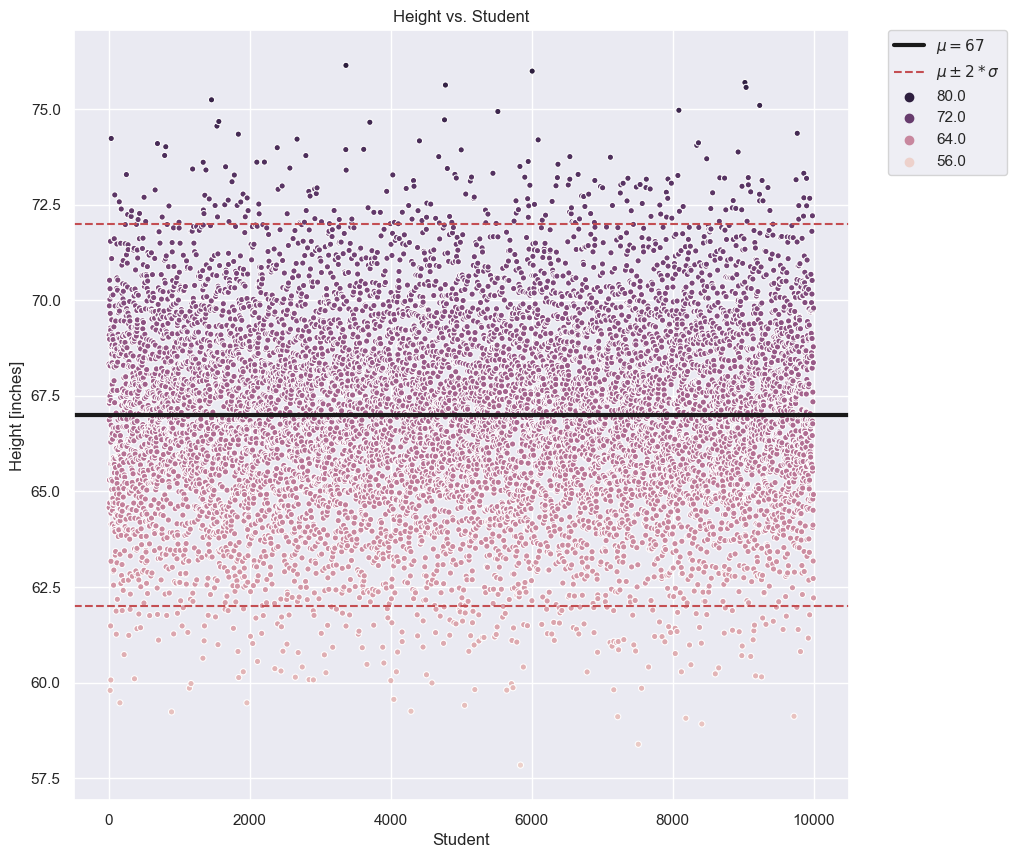 Height vs. Student
μ = 67
μ ± 2 * σ
80.0
72.0
64.0
56.0
75.0
72.5
70.0
67.5
65.0
62.5
60.0
57.5
Height [inches]
0 2000 4000 6000 8000 10000
Student